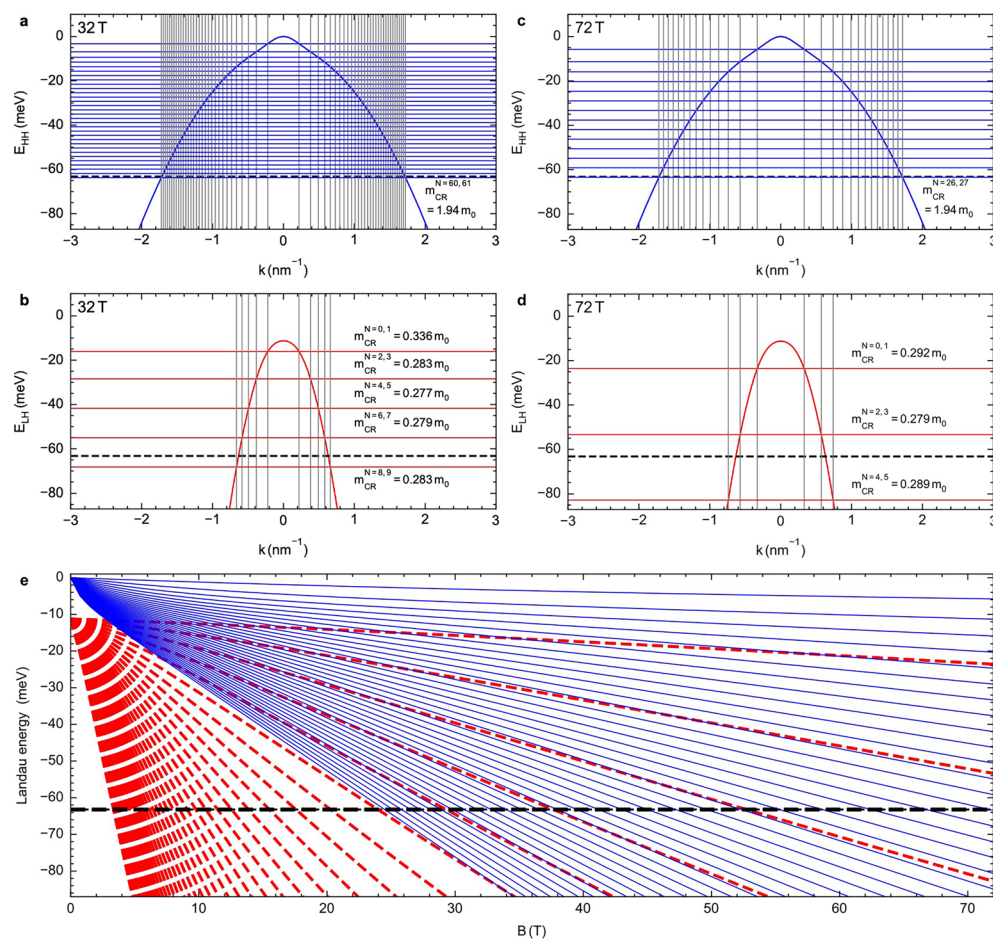 a 32 T
0
−20
−40
−60
−80
E_HH (meV)
m_CR^N=60,61
= 1.94 m_0
−3 −2 −1 0 1 2 3
k (nm^−1)
c 72 T
0
−20
−40
−60
−80
E_HH (meV)
m_CR^N=26,27
= 1.94 m_0
−3 −2 −1 0 1 2 3
k (nm^−1)
b 32 T
0
−20
−40
−60
−80
E_LH (meV)
m_CR^N=0,1 = 0.336 m_0
m_CR^N=2,3 = 0.283 m_0
m_CR^N=4,5 = 0.277 m_0
m_CR^N=6,7 = 0.279 m_0
m_CR^N=8,9 = 0.283 m_0
−3 −2 −1 0 1 2 3
k (nm^−1)
d 72 T
0
−20
−40
−60
−80
E_LH (meV)
m_CR^N=0,1 = 0.292 m_0
m_CR^N=2,3 = 0.279 m_0
m_CR^N=4,5 = 0.289 m_0
−3 −2 −1 0 1 2 3
k (nm^−1)
e
0
−10
−20
−30
−40
−50
−60
−70
−80
Landau energy (meV)
0 10 20 30 40 50 60 70
B (T)